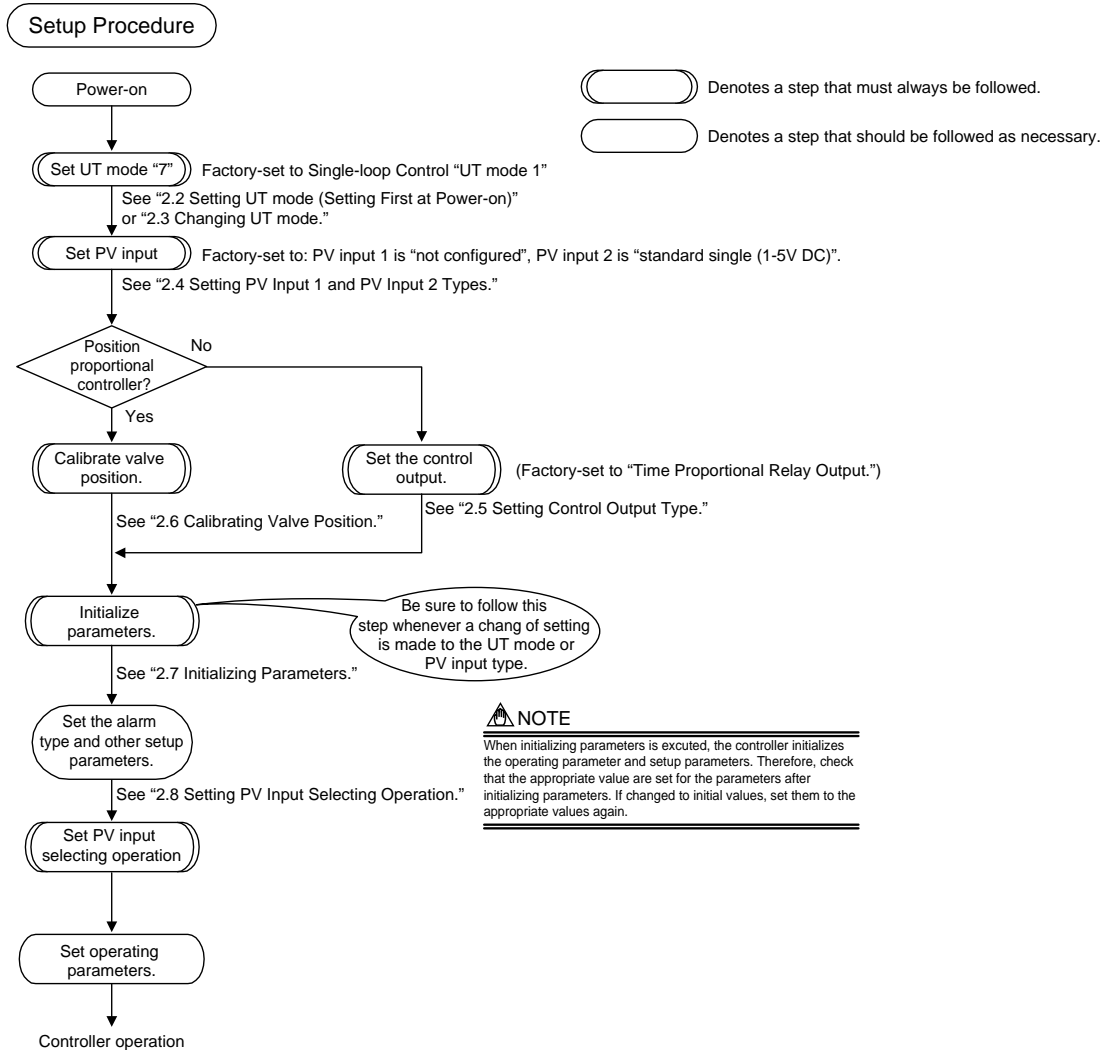 Setup Procedure
Power-on
Denotes a step that must always be followed.
Denotes a step that should be followed as necessary.
Set UT mode “7”
Factory-set to Single-loop Control “UT mode 1”
See “2.2 Setting UT mode (Setting First at Power-on)”
or “2.3 Changing UT mode.”
Set PV input
Factory-set to: PV input 1 is “not configured”, PV input 2 is “standard single (1-5V DC)”.
See “2.4 Setting PV Input 1 and PV Input 2 Types.”
Position
proportional
controller?
No
Yes
Calibrate valve
position.
Set the control
output.
(Factory-set to “Time Proportional Relay Output.”)
See “2.6 Calibrating Valve Position.”
See “2.5 Setting Control Output Type.”
Initialize
parameters.
Be sure to follow this
step whenever a chang of setting
is made to the UT mode or
PV input type.
See “2.7 Initializing Parameters.”
Set the alarm
type and other setup
parameters.
NOTE
When initializing parameters is excuted, the controller initializes
the operating parameter and setup parameters. Therefore, check
that the appropriate value are set for the parameters after
initializing parameters. If changed to initial values, set them to the
appropriate values again.
See “2.8 Setting PV Input Selecting Operation.”
Set PV input
selecting operation
Set operating
parameters.
Controller operation